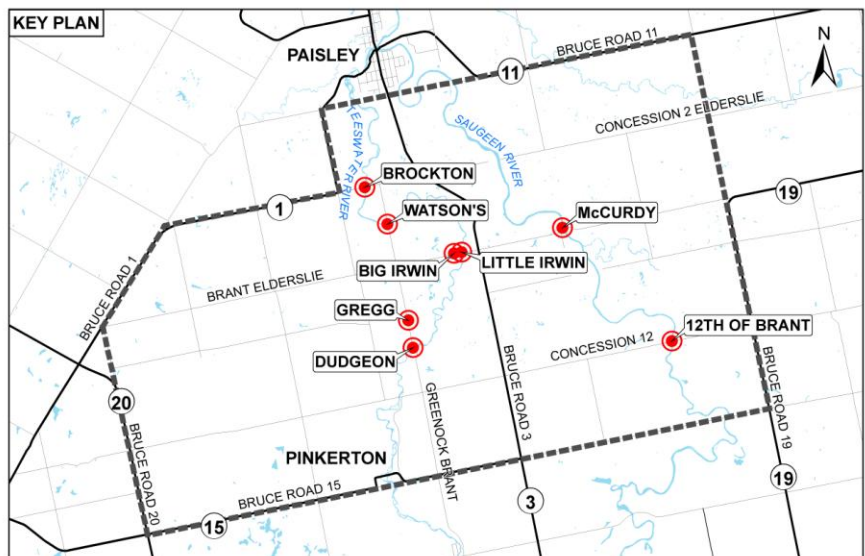 KEY PLAN
PAISLEY
BRUCE ROAD 11
N
11
TEESWATER RIVER
SAUGEEN RIVER
CONCESSION 2 ELDERSLIE
BROCKTON
19
1
WATSON'S
McCURDY
BIG IRWIN
LITTLE IRWIN
BRANT ELDERSLIE
BRUCE ROAD 1
GREGG
12TH OF BRANT
DUDGEON
CONCESSION 12
BRUCE ROAD 3
BRUCE ROAD 19
20
GREENOCK BRANT
BRUCE ROAD 20
PINKERTON
BRUCE ROAD 15
15
3
19